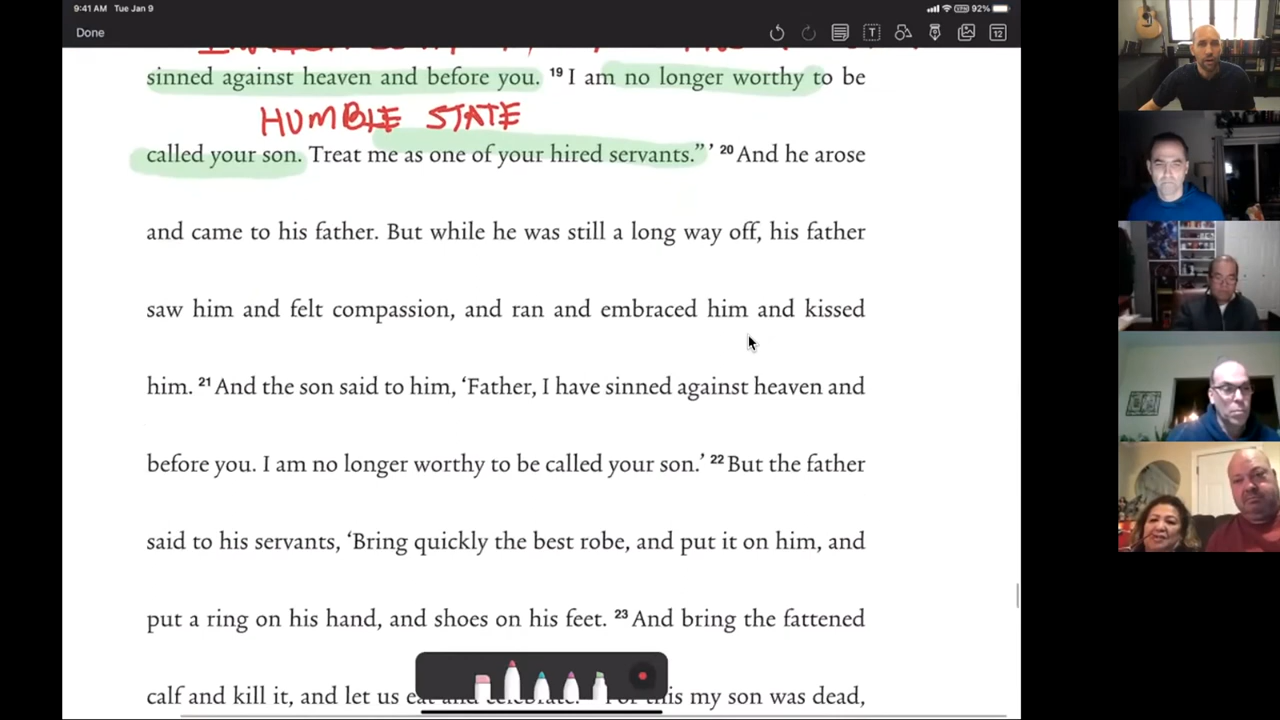 9:41 AM Tue Jan 9
92%
Done
12
sinned against heaven and before you. 19 I am no longer worthy to be
HUMBLE STATE
called your son. Treat me as one of your hired servants.”’ 20 And he arose
and came to his father. But while he was still a long way off, his father
saw him and felt compassion, and ran and embraced him and kissed
him. 21 And the son said to him, ‘Father, I have sinned against heaven and
before you. I am no longer worthy to be called your son.’ 22 But the father
said to his servants, ‘Bring quickly the best robe, and put it on him, and
put a ring on his hand, and shoes on his feet. 23 And bring the fattened
calf and kill it, and let us eat and celebrate. For this my son was dead,